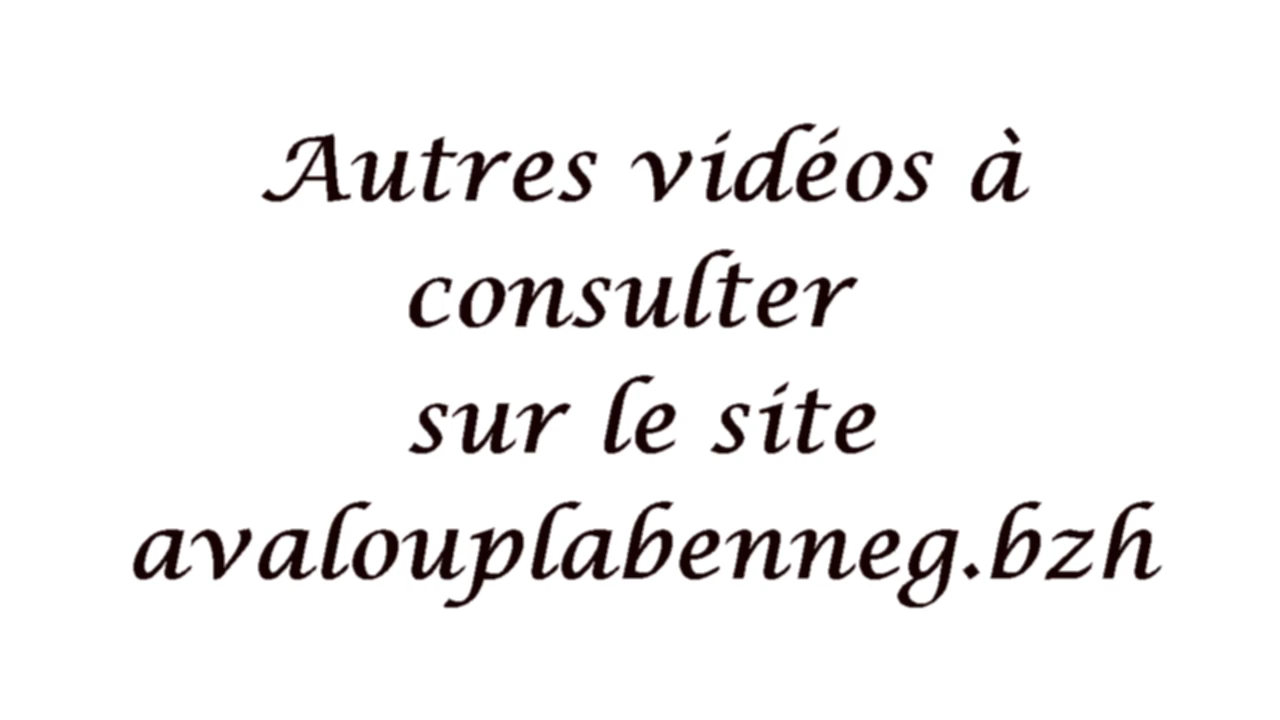 Autres vidéos à
consulter
sur le site
avalouplabenneg.bzh